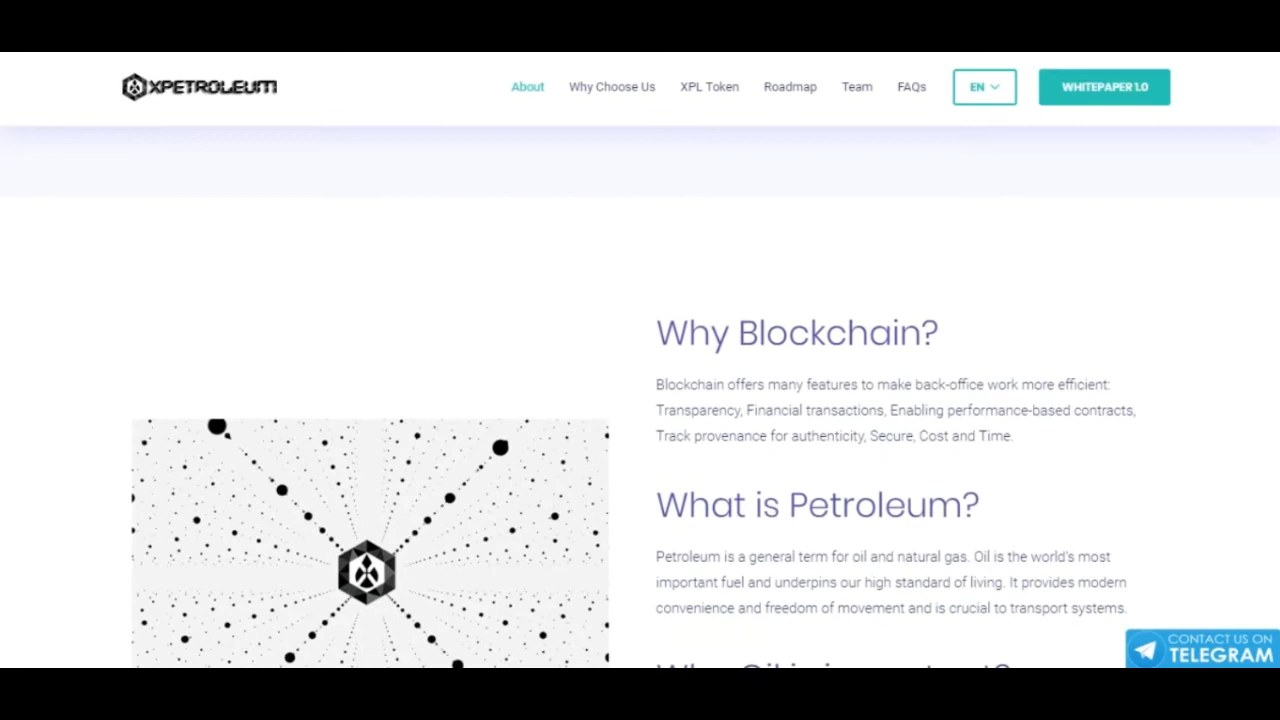 XPETROLEUM
About Why Choose Us XPL Token Roadmap Team FAQs EN WHITEPAPER 1.0
Why Blockchain?
Blockchain offers many features to make back-office work more efficient:
Transparency, Financial transactions, Enabling performance-based contracts,
Track provenance for authenticity, Secure, Cost and Time.
What is Petroleum?
Petroleum is a general term for oil and natural gas. Oil is the world's most
important fuel and underpins our high standard of living. It provides modern
convenience and freedom of movement and is crucial to transport systems.
CONTACT US ON
TELEGRAM